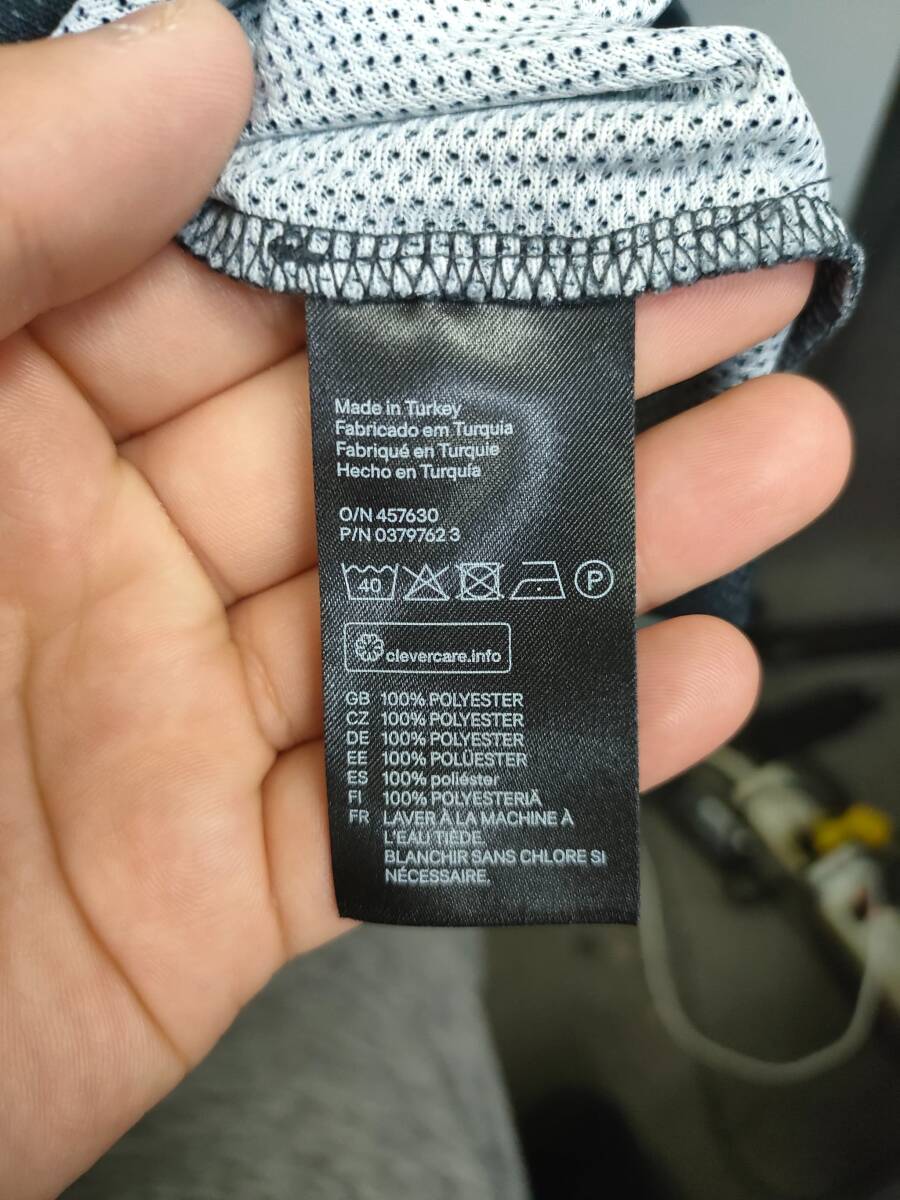 Made in Turkey
Fabricado em Turquia
Fabriqué en Turquie
Hecho en Turquía
O/N 457630
P/N 0379762 3
40 P
clevercare.info
GB 100% POLYESTER
CZ 100% POLYESTER
DE 100% POLYESTER
EE 100% POLÜESTER
ES 100% poliéster
FI 100% POLYESTERIÄ
FR LAVER À LA MACHINE À
L'EAU TIÈDE.
BLANCHIR SANS CHLORE SI
NÉCESSAIRE.